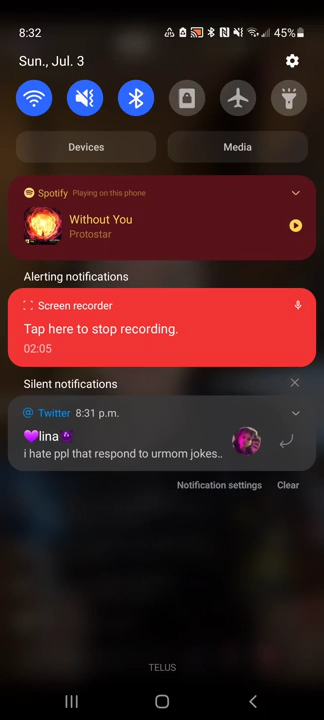 8:32
45%
Sun., Jul. 3
Devices
Media
Spotify Playing on this phone
Without You
Protostar
Alerting notifications
Screen recorder
Tap here to stop recording.
02:05
Silent notifications
@ Twitter 8:31 p.m.
💜lina
i hate ppl that respond to urmom jokes..
Notification settings
Clear
TELUS